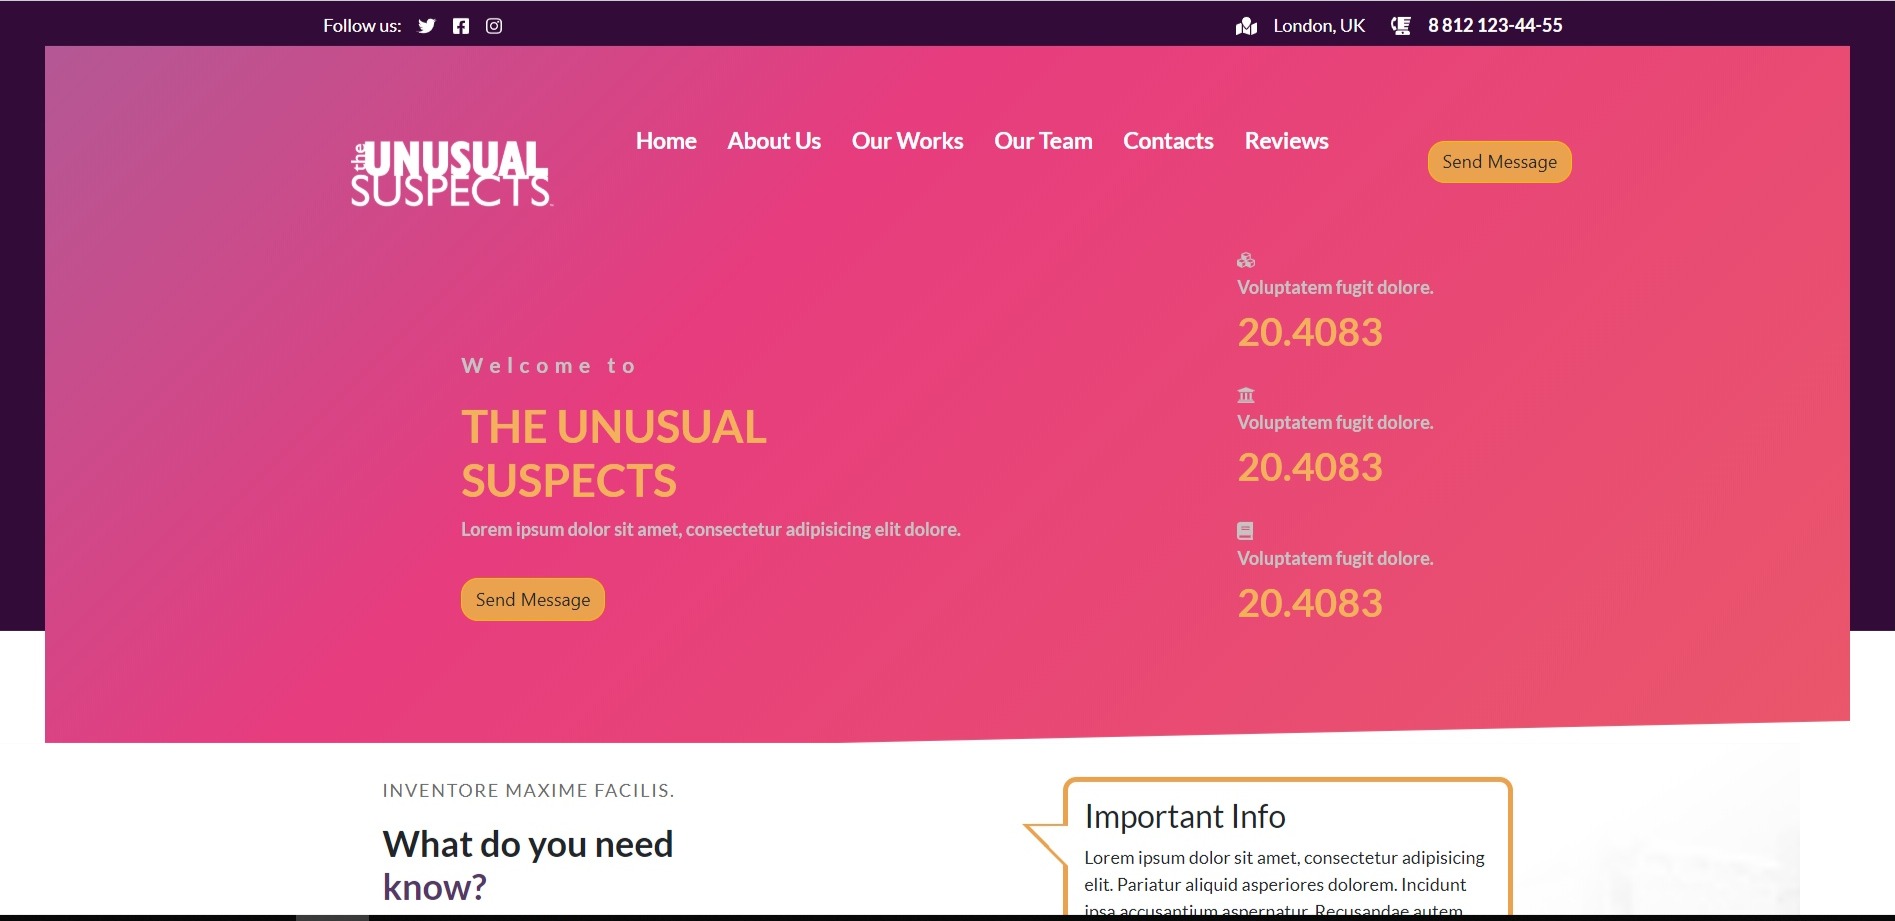 Follow us:
London, UK
8 812 123-44-55
the UNUSUAL
SUSPECTS
Home About Us Our Works Our Team Contacts Reviews
Send Message
Welcome to
THE UNUSUAL
SUSPECTS
Lorem ipsum dolor sit amet, consectetur adipisicing elit dolore.
Send Message
Voluptatem fugit dolore.
20.4083
Voluptatem fugit dolore.
20.4083
Voluptatem fugit dolore.
20.4083
INVENTORE MAXIME FACILIS.
What do you need
know?
Important Info
Lorem ipsum dolor sit amet, consectetur adipisicing
elit. Pariatur aliquid asperiores dolorem. Incidunt
ipsa accusantium aspernatur. Recusandae autem